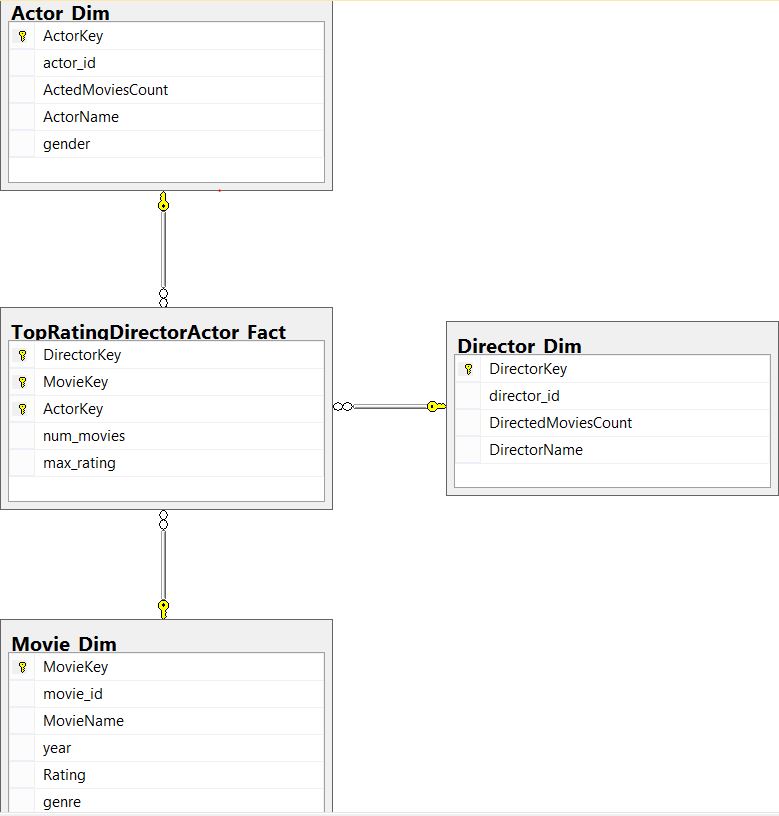 Actor_Dim
ActorKey
actor_id
ActedMoviesCount
ActorName
gender
TopRatingDirectorActor_Fact
DirectorKey
MovieKey
ActorKey
num_movies
max_rating
Director_Dim
DirectorKey
director_id
DirectedMoviesCount
DirectorName
Movie_Dim
MovieKey
movie_id
MovieName
year
Rating
genre